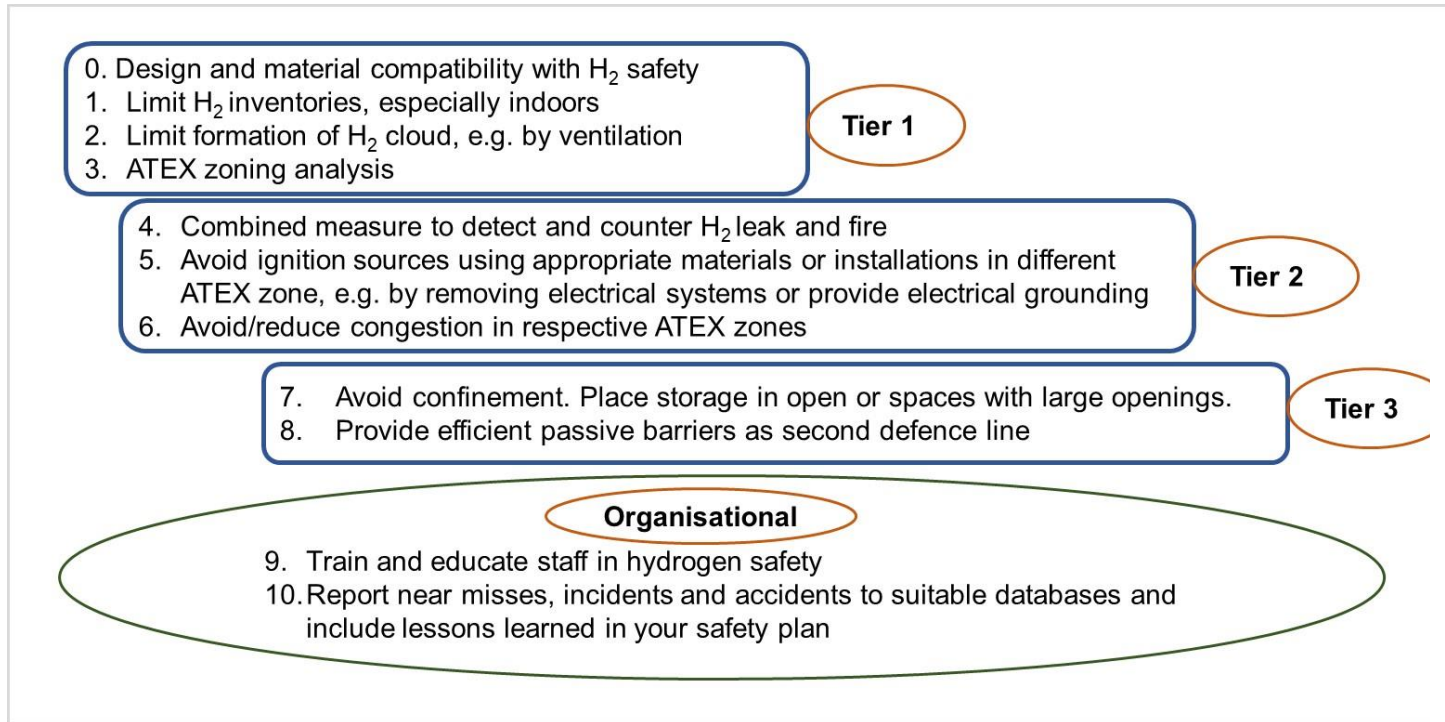 0. Design and material compatibility with H₂ safety
1. Limit H₂ inventories, especially indoors
2. Limit formation of H₂ cloud, e.g. by ventilation
3. ATEX zoning analysis
Tier 1
4. Combined measure to detect and counter H₂ leak and fire
5. Avoid ignition sources using appropriate materials or installations in different
ATEX zone, e.g. by removing electrical systems or provide electrical grounding
6. Avoid/reduce congestion in respective ATEX zones
Tier 2
7. Avoid confinement. Place storage in open or spaces with large openings.
8. Provide efficient passive barriers as second defence line
Tier 3
Organisational
9. Train and educate staff in hydrogen safety
10. Report near misses, incidents and accidents to suitable databases and
include lessons learned in your safety plan